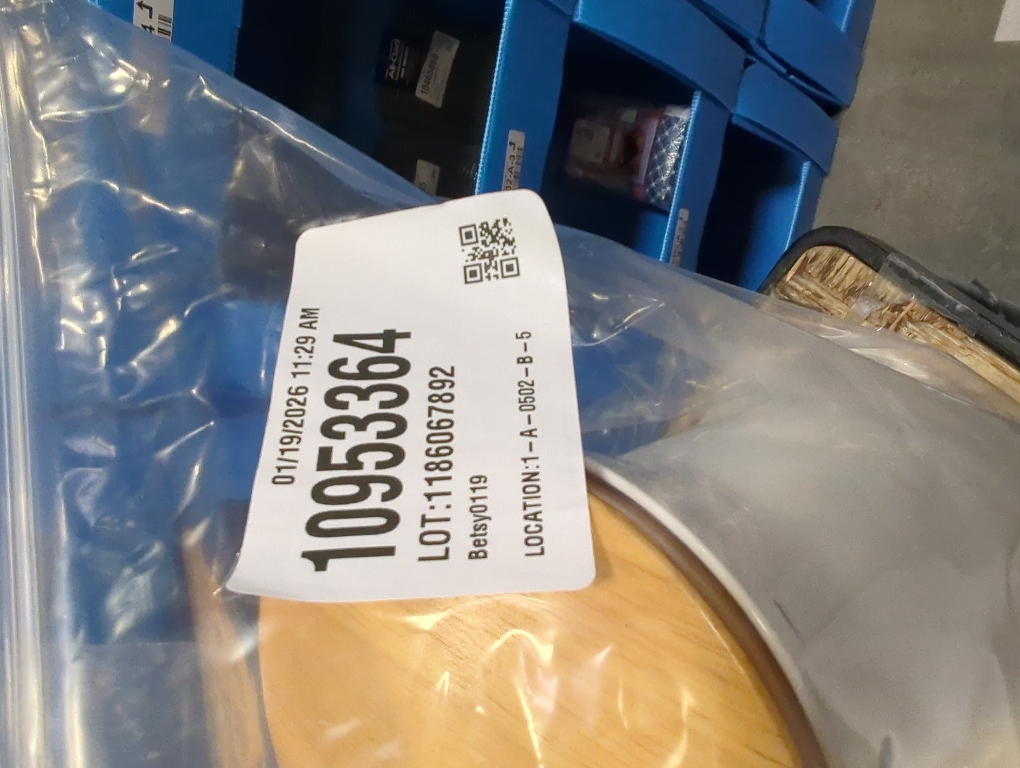 01/19/2026 11:29 AM
10953364
LOT:1186067892
Betsy0119
LOCATION:1-A-0502-B-5